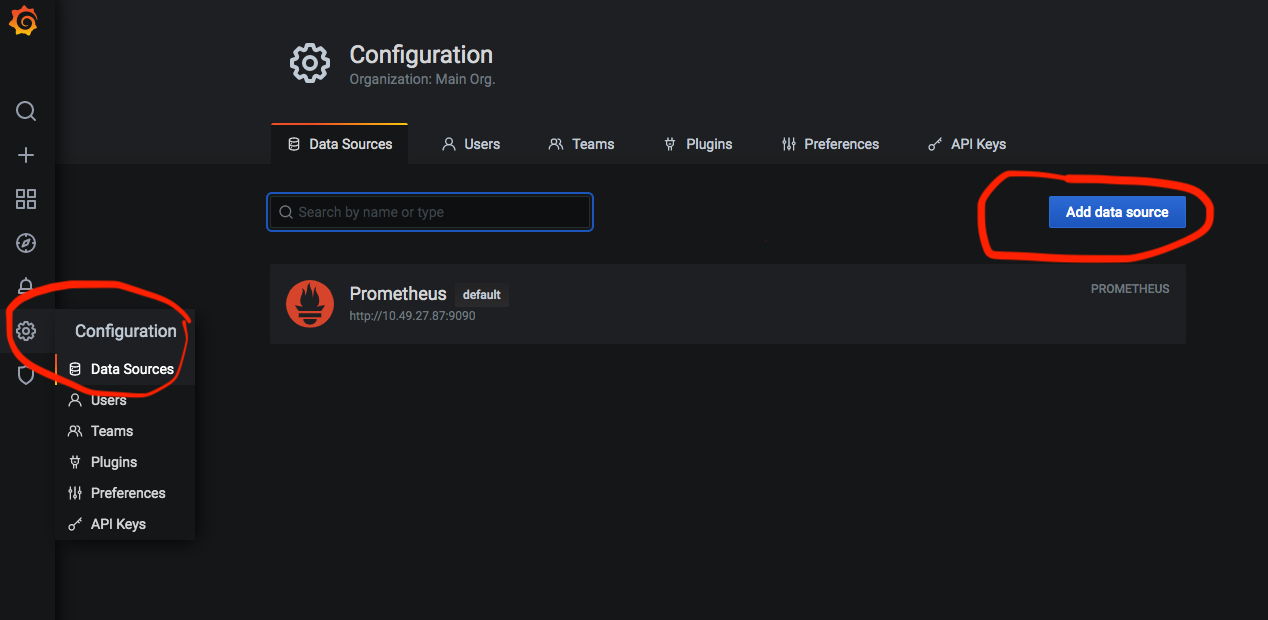 Configuration
Organization: Main Org.
Data Sources
Users
Teams
Plugins
Preferences
API Keys
Search by name or type
Add data source
Prometheus default
PROMETHEUS
http://10.49.27.87:9090
Configuration
Data Sources
Users
Teams
Plugins
Preferences
API Keys